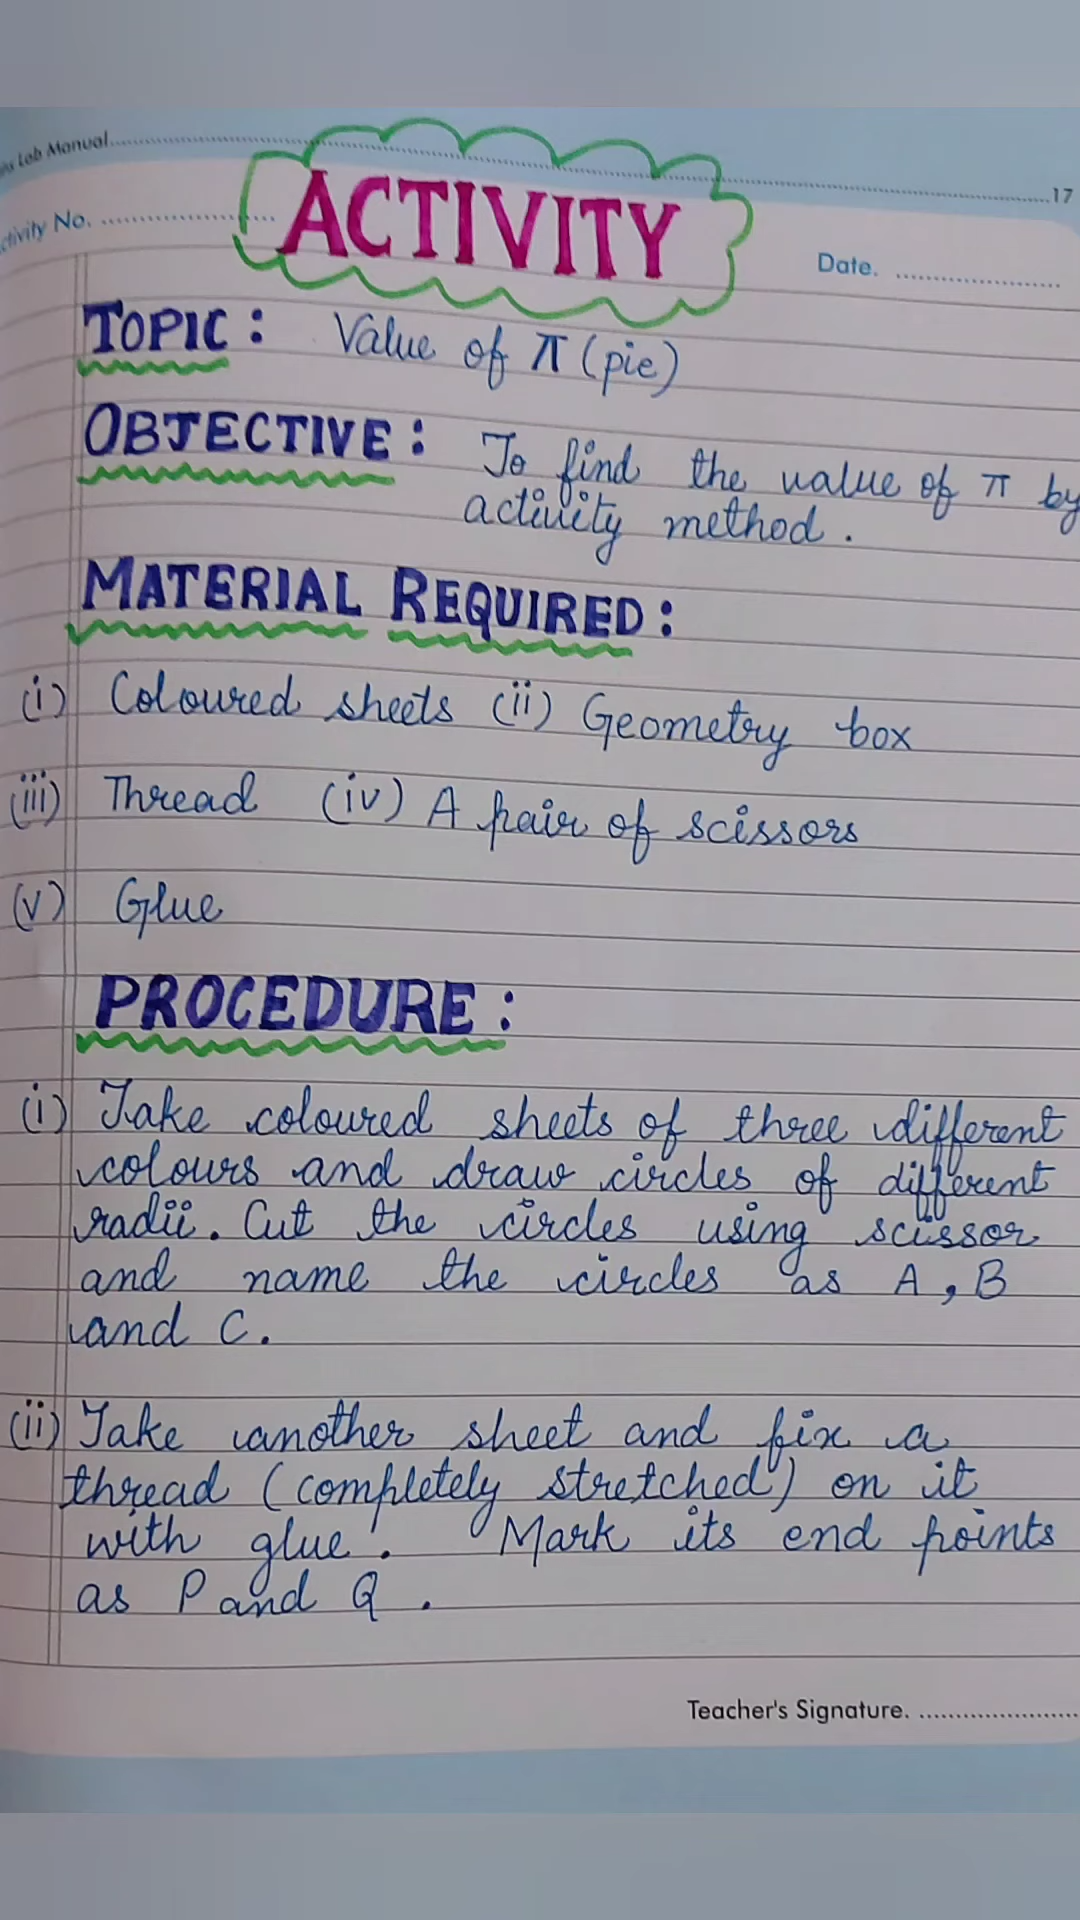 Lab Manual
17
Activity No.
ACTIVITY
Date.
TOPIC : Value of π (pie)
OBJECTIVE : To find the value of π by
activity method.
MATERIAL REQUIRED :
(i) Coloured sheets (ii) Geometry box
(iii) Thread (iv) A pair of scissors
(v) Glue
PROCEDURE :
(i) Take coloured sheets of three different
colours and draw circles of different
radii. Cut the circles using scissor
and name the circles as A, B
and C.
(ii) Take another sheet and fix a
thread (completely stretched) on it
with glue. Mark its end points
as P and Q.
Teacher's Signature.